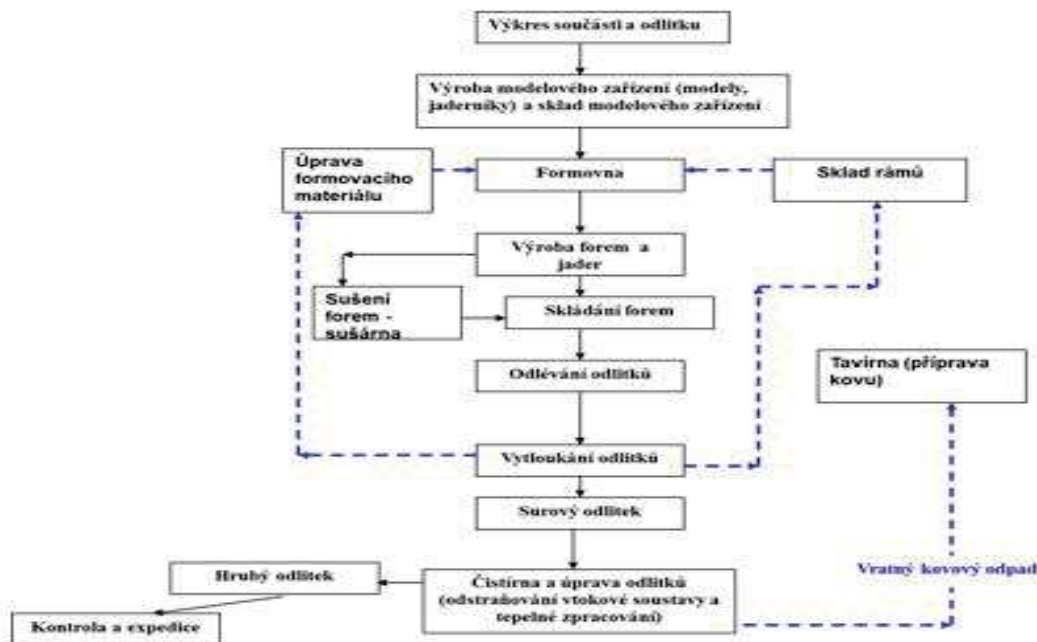 Výkres součásti a odlitku
Výroba modelového zařízení (modely,
jaderníky) a sklad modelového zařízení
Úprava
formovacího
materiálu
Formovna
Sklad rámů
Výroba forem a
jader
Sušení
forem -
sušárna
Skládání forem
Odlévání odlitků
Tavírna (příprava
kovu)
Vytloukání odlitků
Surový odlitek
Hrubý odlitek
Čistírna a úprava odlitků
(odstraňování vtokové soustavy a
tepelné zpracování)
Vratný kovový odpad
Kontrola a expedice